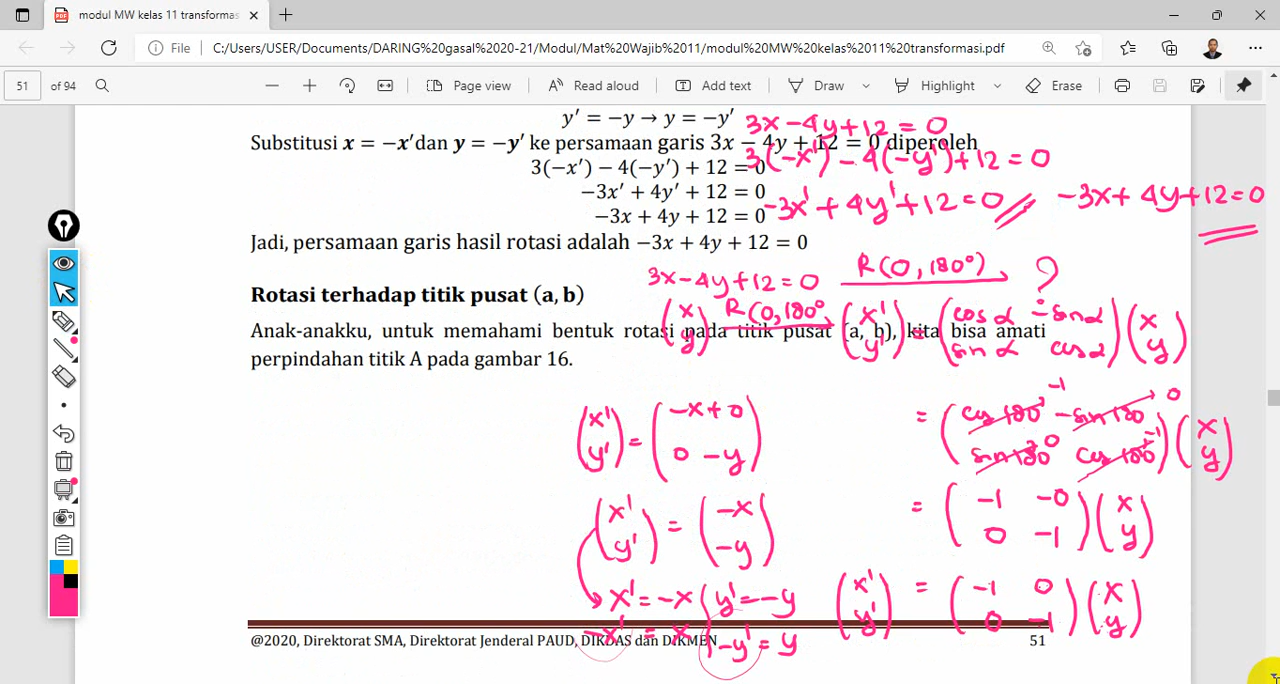 modul MW kelas 11 transformas
File C:/Users/USER/Documents/DARING%20gasal%202020-21/Modul/Mat%20Wajib%2011/modul%20MW%20kelas%2011%20transformasi.pdf
51 of 94 Page view Read aloud Add text Draw Highlight Erase
y′ = −y → y = −y′
3x − 4y + 12 = 0
Substitusi x = −x′dan y = −y′ ke persamaan garis 3x − 4y + 12 = 0 diperoleh
3(−x′) − 4(−y′) + 12 = 0
3(−x′) − 4(−y′) + 12 = 0
−3x′ + 4y′ + 12 = 0
−3x′ + 4y′ + 12 = 0
−3x + 4y + 12 = 0
−3x + 4y + 12 = 0
Jadi, persamaan garis hasil rotasi adalah −3x + 4y + 12 = 0
3x − 4y + 12 = 0 R(0, 180°) ?
Rotasi terhadap titik pusat (a, b)
(x y) R(0, 180° (x′ y′) = (cos α −sin α sin α cos α)(x y)
Anak-anakku, untuk memahami bentuk rotasi pada titik pusat (a, b), kita bisa amati
perpindahan titik A pada gambar 16.
= (cos 180° −1 −sin 180° 0 sin 180° 0 cos 180° −1)(x y)
(x′ y′) = (−x + 0 0 − y)
= (−1 −0 0 −1)(x y)
(x′ y′) = (−x −y)
(x′ y′) = (−1 0 0 −1)(x y)
x′ = −x y′ = −y
−x′ = x −y′ = y
@2020, Direktorat SMA, Direktorat Jenderal PAUD, DIKDAS dan DIKMEN 51